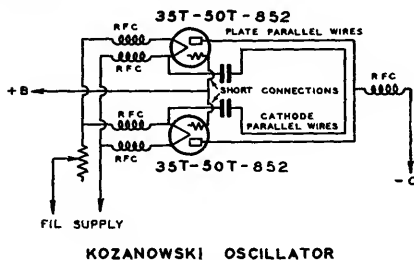 35T-50T-852
RFC
PLATE PARALLEL WIRES
RFC
+B
SHORT CONNECTIONS
RFC
RFC
CATHODE
PARALLEL WIRES
RFC
35T-50T-852
-C
FIL SUPPLY
KOZANOWSKI OSCILLATOR